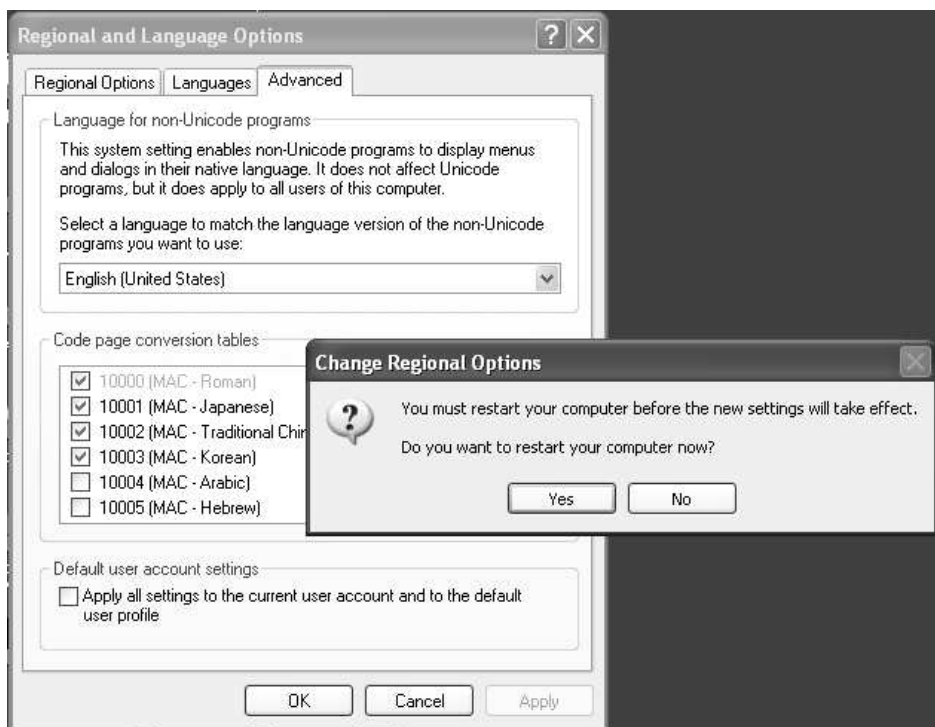 Regional and Language Options
Regional Options Languages Advanced
Language for non-Unicode programs
This system setting enables non-Unicode programs to display menus
and dialogs in their native language. It does not affect Unicode
programs, but it does apply to all users of this computer.
Select a language to match the language version of the non-Unicode
programs you want to use:
English (United States)
Code page conversion tables
10000 (MAC - Roman)
10001 (MAC - Japanese)
10002 (MAC - Traditional Chin
10003 (MAC - Korean)
10004 (MAC - Arabic)
10005 (MAC - Hebrew)
Change Regional Options
You must restart your computer before the new settings will take effect.
Do you want to restart your computer now?
Yes No
Default user account settings
Apply all settings to the current user account and to the default
user profile
OK Cancel Apply